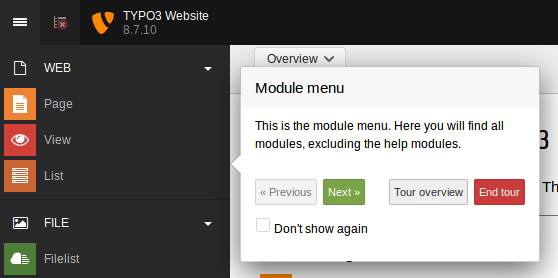 TYPO3 Website
8.7.10
WEB
Page
View
List
FILE
Filelist
Overview
Module menu
This is the module menu. Here you will find all
modules, excluding the help modules.
« Previous
Next »
Tour overview
End tour
Don't show again
3
Th